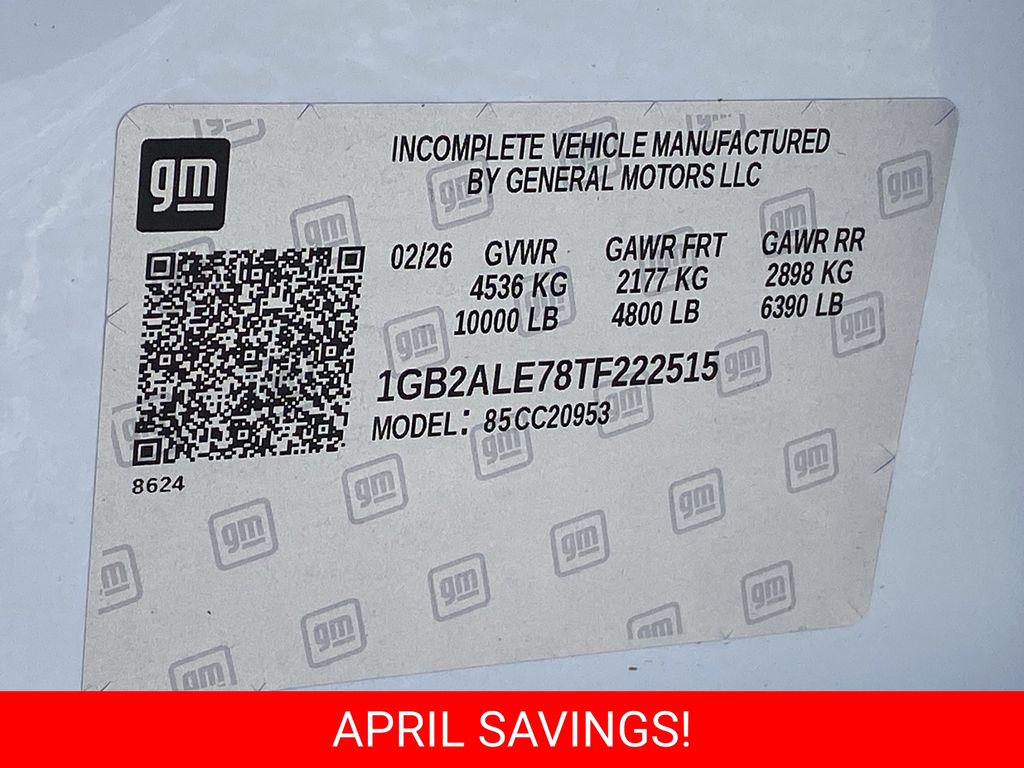 gm
INCOMPLETE VEHICLE MANUFACTURED
BY GENERAL MOTORS LLC
02/26 GVWR GAWR FRT GAWR RR
4536 KG 2177 KG 2898 KG
10000 LB 4800 LB 6390 LB
1GB2ALE78TF222515
MODEL: 85CC20953
8624
APRIL SAVINGS!